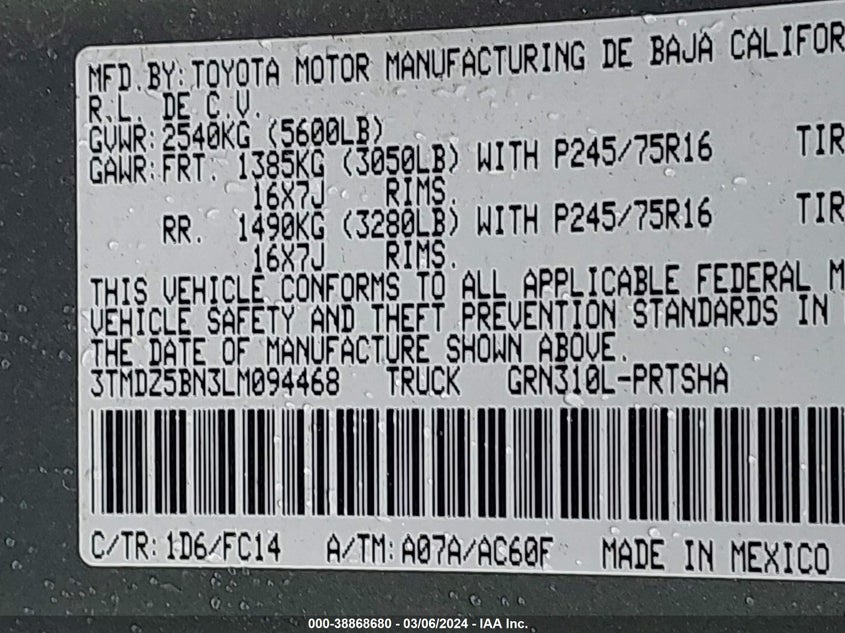 MFD.BY:TOYOTA MOTOR MANUFACTURING DE BAJA CALIFOR
R.L. DE C.V.
GVWR:2540KG (5600LB)
GAWR:FRT. 1385KG (3050LB) WITH P245/75R16 TIR
16X7J RIMS.
RR. 1490KG (3280LB) WITH P245/75R16 TIR
16X7J RIMS.
THIS VEHICLE CONFORMS TO ALL APPLICABLE FEDERAL M
VEHICLE SAFETY AND THEFT PREVENTION STANDARDS IN
THE DATE OF MANUFACTURE SHOWN ABOVE.
3TMDZ5BN3LM094468 TRUCK GRN310L-PRTSHA
C/TR:1D6/FC14 A/TM:A07A/AC60F MADE IN MEXICO
000-38868680 - 03/06/2024 - IAA Inc.